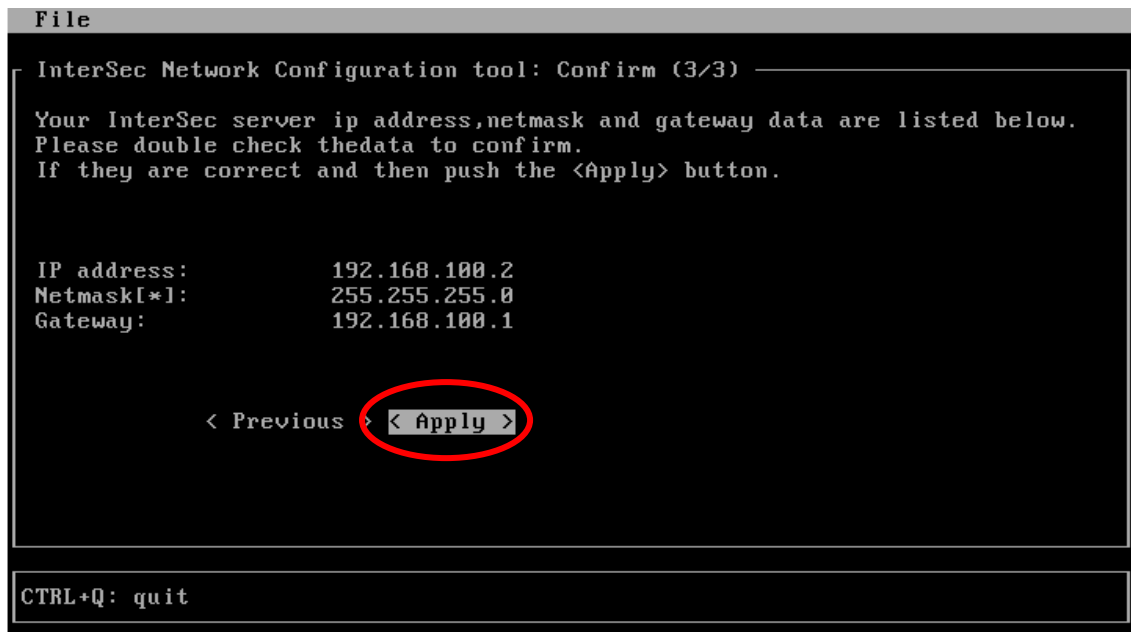 File
InterSec Network Configuration tool: Confirm (3/3)
Your InterSec server ip address,netmask and gateway data are listed below.
Please double check thedata to confirm.
If they are correct and then push the <Apply> button.
IP address: 192.168.100.2
Netmask[*]: 255.255.255.0
Gateway: 192.168.100.1
< Previous > < Apply >
CTRL+Q: quit